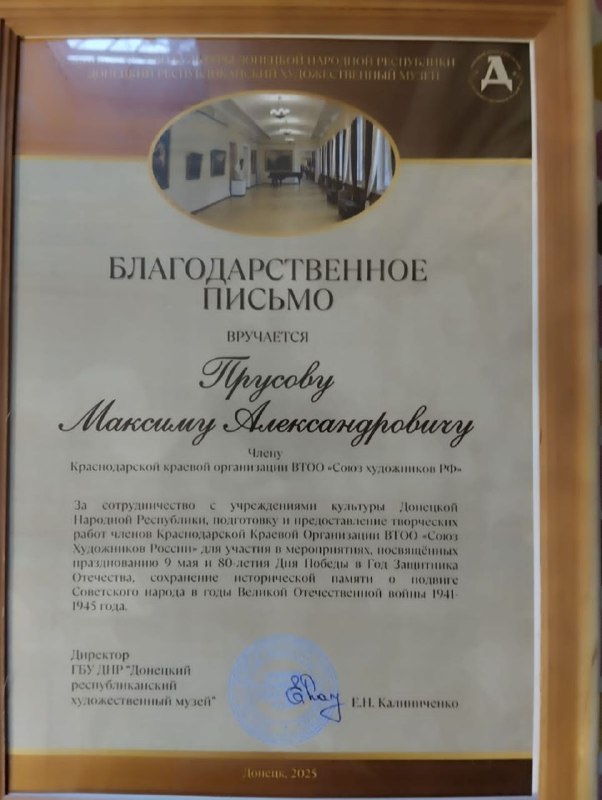 КУЛЬТУРЫ ДОНЕЦКОЙ НАРОДНОЙ РЕСПУБЛИКИ
ДОНЕЦКИЙ РЕСПУБЛИКАНСКИЙ ХУДОЖЕСТВЕННЫЙ МУЗЕЙ
Д
БЛАГОДАРСТВЕННОЕ
ПИСЬМО
ВРУЧАЕТСЯ
Прусову
Максиму Александровичу
Члену
Краснодарской краевой организации ВТОО «Союз художников РФ»
За сотрудничество с учреждениями культуры Донецкой
Народной Республики, подготовку и предоставление творческих
работ членов Краснодарской Краевой Организации ВТОО «Союз
Художников России» для участия в мероприятиях, посвящённых
празднованию 9 мая и 80-летия Дня Победы в Год Защитника
Отечества, сохранение исторической памяти о подвиге
Советского народа в годы Великой Отечественной войны 1941-
1945 года.
Директор
ГБУ ДНР "Донецкий
республиканский
художественный музей"
Е.Н. Калиниченко
Донецк, 2025